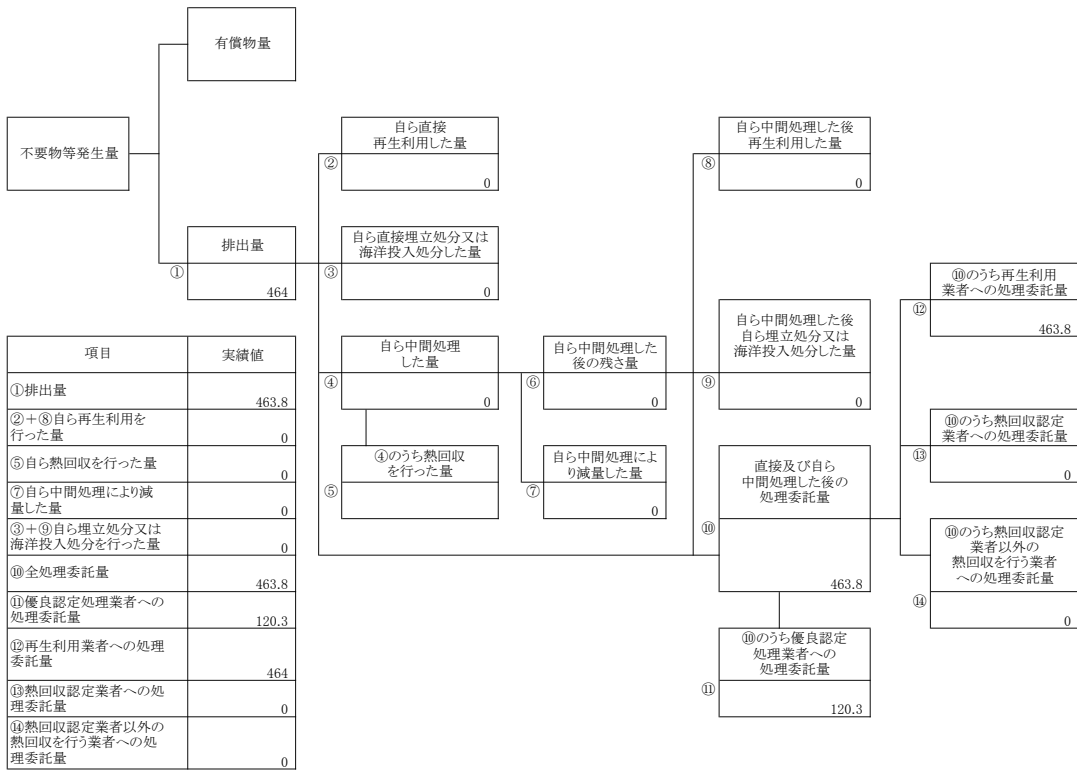 有償物量
不要物等発生量
自ら直接
再生利用した量
②
0
自ら中間処理した後
再生利用した量
⑧
0
排出量
①
464
自ら直接埋立処分又は
海洋投入処分した量
③
0
⑩のうち再生利用
業者への処理委託量
⑫
463.8
自ら中間処理
した量
④
0
自ら中間処理した
後の残さ量
⑥
0
自ら中間処理した後
自ら埋立処分又は
海洋投入処分した量
⑨
0
⑩のうち熱回収認定
業者への処理委託量
⑬
0
④のうち熱回収
を行った量
⑤
自ら中間処理によ
り減量した量
⑦
0
直接及び自ら
中間処理した後の
処理委託量
⑩
463.8
⑩のうち熱回収認定
業者以外の
熱回収を行う業者
への処理委託量
⑭
0
⑩のうち優良認定
処理業者への
処理委託量
⑪
120.3
項目 実績値
①排出量 463.8
②+⑧自ら再生利用を
行った量 0
⑤自ら熱回収を行った量 0
⑦自ら中間処理により減
量した量 0
③+⑨自ら埋立処分又は
海洋投入処分を行った量 0
⑩全処理委託量 463.8
⑪優良認定処理業者への
処理委託量 120.3
⑫再生利用業者への処理
委託量 464
⑬熱回収認定業者への処
理委託量 0
⑭熱回収認定業者以外の
熱回収を行う業者への処
理委託量 0